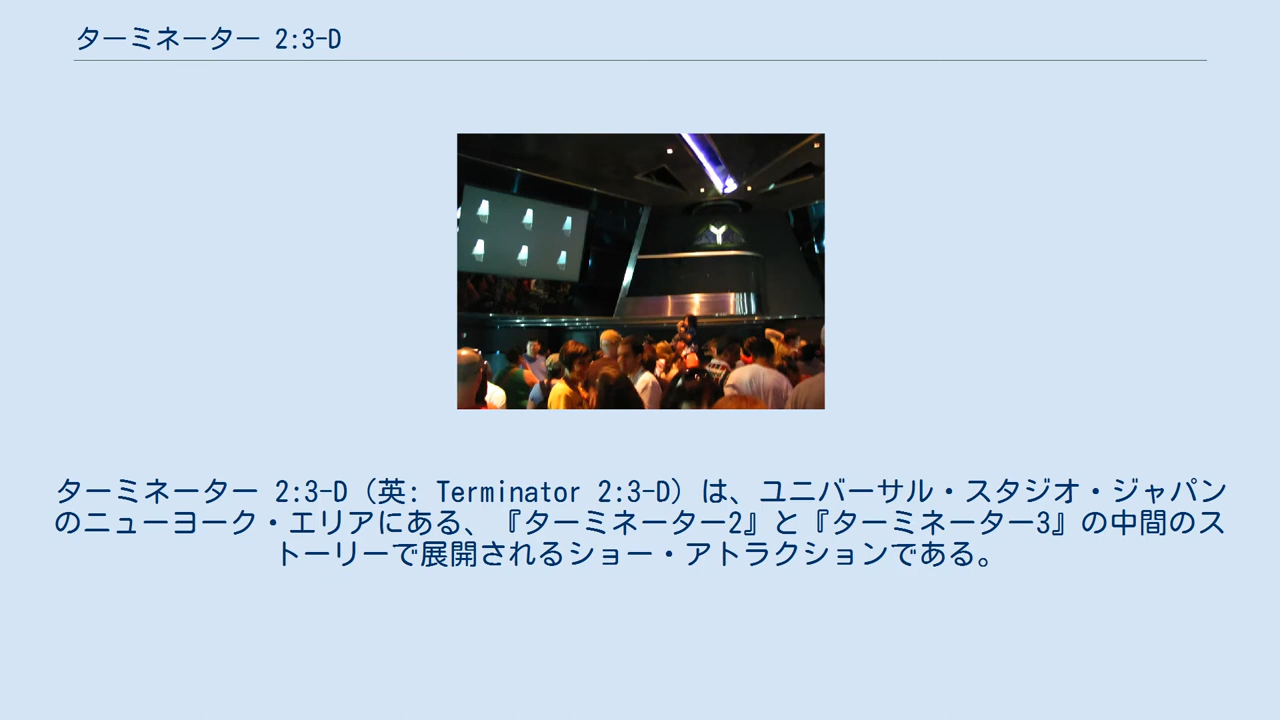 ターミネーター 2:3-D
ターミネーター 2:3-D（英: Terminator 2:3-D）は、ユニバーサル・スタジオ・ジャパン
のニューヨーク・エリアにある、『ターミネーター2』と『ターミネーター3』の中間のス
トーリーで展開されるショー・アトラクションである。